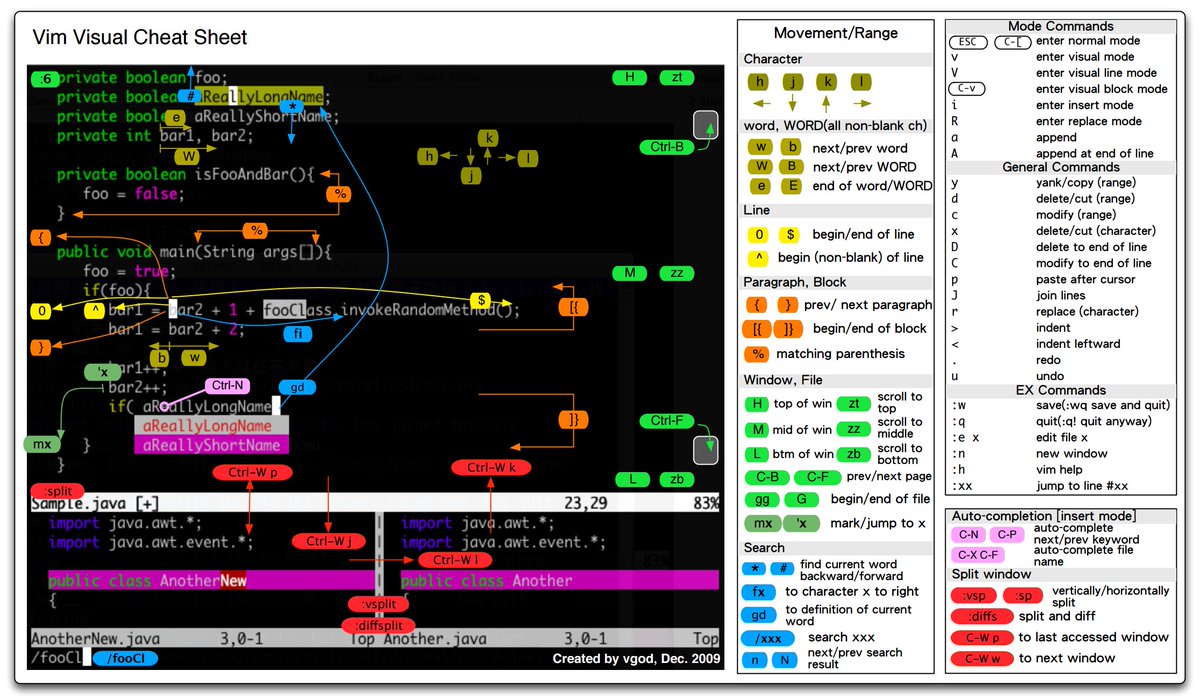 Vim Visual Cheat Sheet
:6 private boolean foo;
private boolean # aReallyLongName;
*
private boole e aReallyShortName;
private int bar1, bar2;
w
private boolean isFooAndBar(){
foo = false; %
}
{
%
public void main(String args[]){
foo = true;
if(foo){
$
0 ^ bar1 = bar2 + 1 + fooClass.invokeRandomMethod();
bar1 = bar2 + 2;
fi
}
b w
'x bar1++;
bar2++; Ctrl-N gd
if( aReallyLongName
aReallyLongName
aReallyShortName
mx }
}
h k l
j
H zt
Ctrl-B
M zz
[{
]}
Ctrl-F
L zb
Ctrl-W p Ctrl-W k
:split
Sample.java [+] 23,29 83%
import java.awt.*; import java.awt.*;
import java.awt.event.*; import java.awt.event.*;
Ctrl-W j
Ctrl-W l
public class AnotherNew public class Another
{ {
:vsplit
:diffsplit
AnotherNew.java 3,0-1 Top Another.java 3,0-1 Top
/fooCl /fooCl
Created by vgod, Dec. 2009
Movement/Range
Character
h j k l
word, WORD(all non-blank ch)
w b next/prev word
W B next/prev WORD
e E end of word/WORD
Line
0 $ begin/end of line
^ begin (non-blank) of line
Paragraph, Block
{ } prev/ next paragraph
[{ ]} begin/end of block
% matching parenthesis
Window, File
H top of win zt scroll to top
M mid of win zz scroll to middle
L btm of win zb scroll to bottom
C-B C-F prev/next page
gg G begin/end of file
mx 'x mark/jump to x
Search
* # find current word backward/forward
fx to character x to right
gd to definition of current word
/xxx search xxx
n N next/prev search result
Mode Commands
ESC C-[ enter normal mode
v enter visual mode
V enter visual line mode
C-v enter visual block mode
i enter insert mode
R enter replace mode
a append
A append at end of line
General Commands
y yank/copy (range)
d delete/cut (range)
c modify (range)
x delete/cut (character)
D delete to end of line
C modify to end of line
p paste after cursor
J join lines
r replace (character)
> indent
< indent leftward
. redo
u undo
EX Commands
:w save(:wq save and quit)
:q quit(:q! quit anyway)
:e x edit file x
:n new window
:h vim help
:xx jump to line #xx
Auto-completion [insert mode]
C-N C-P auto-complete next/prev keyword
C-X C-F auto-complete file name
Split window
:vsp :sp vertically/horizontally split
:diffs split and diff
C-W p to last accessed window
C-W w to next window